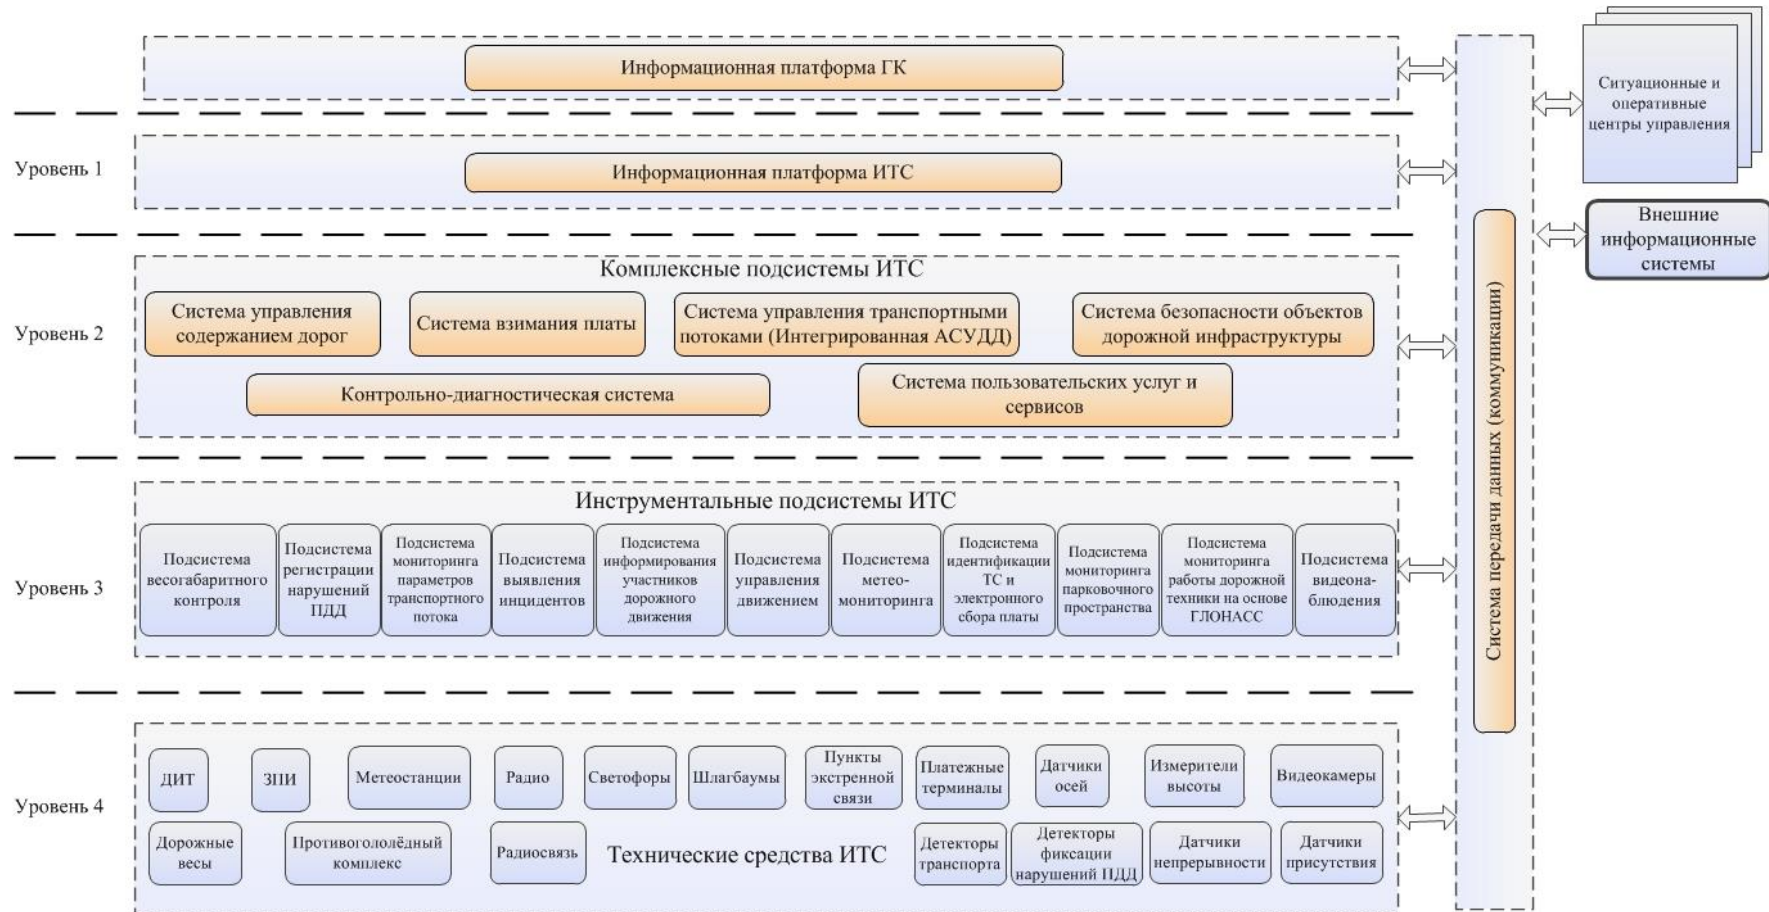 Информационная платформа ГК
Ситуационные и
оперативные
центры управления
Уровень 1
Информационная платформа ИТС
Внешние
информационные
системы
Уровень 2
Комплексные подсистемы ИТС
Система управления
содержанием дорог
Система взимания платы
Система управления транспортными
потоками (Интегрированная АСУДД)
Система безопасности объектов
дорожной инфраструктуры
Контрольно-диагностическая система
Система пользовательских услуг и
сервисов
Система передачи данных (коммуникации)
Уровень 3
Инструментальные подсистемы ИТС
Подсистема
весогабаритного
контроля
Подсистема
регистрации
нарушений
ПДД
Подсистема
мониторинга
параметров
транспортного
потока
Подсистема
выявления
инцидентов
Подсистема
информирования
участников
дорожного
движения
Подсистема
управления
движением
Подсистема
метео-
мониторинга
Подсистема
идентификации
ТС и
электронного
сбора платы
Подсистема
мониторинга
парковочного
пространства
Подсистема
мониторинга
работы дорожной
техники на основе
ГЛОНАСС
Подсистема
видеона-
блюдения
Уровень 4
ДИТ
ЗПИ
Метеостанции
Радио
Светофоры
Шлагбаумы
Пункты
экстренной
связи
Платежные
терминалы
Датчики
осей
Измерители
высоты
Видеокамеры
Дорожные
весы
Противогололёдный
комплекс
Радиосвязь
Технические средства ИТС
Детекторы
транспорта
Детекторы
фиксации
нарушений ПДД
Датчики
непрерывности
Датчики
присутствия